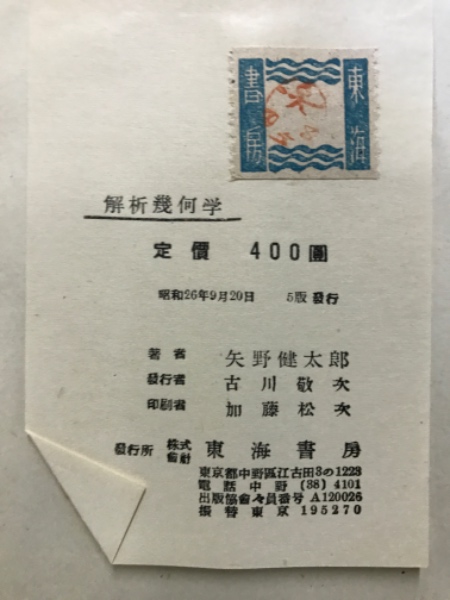 東海
書房
解析幾何学
定價 400圓
昭和26年9月20日 5版 發行
著者 矢野健太郎
發行者 古川敬次
印刷者 加藤松次
發行所 株式會社 東海書房
東京都中野區江古田3の1223
電話中野(38)4101
出版協會々員番号 A120026
振替東京 195270